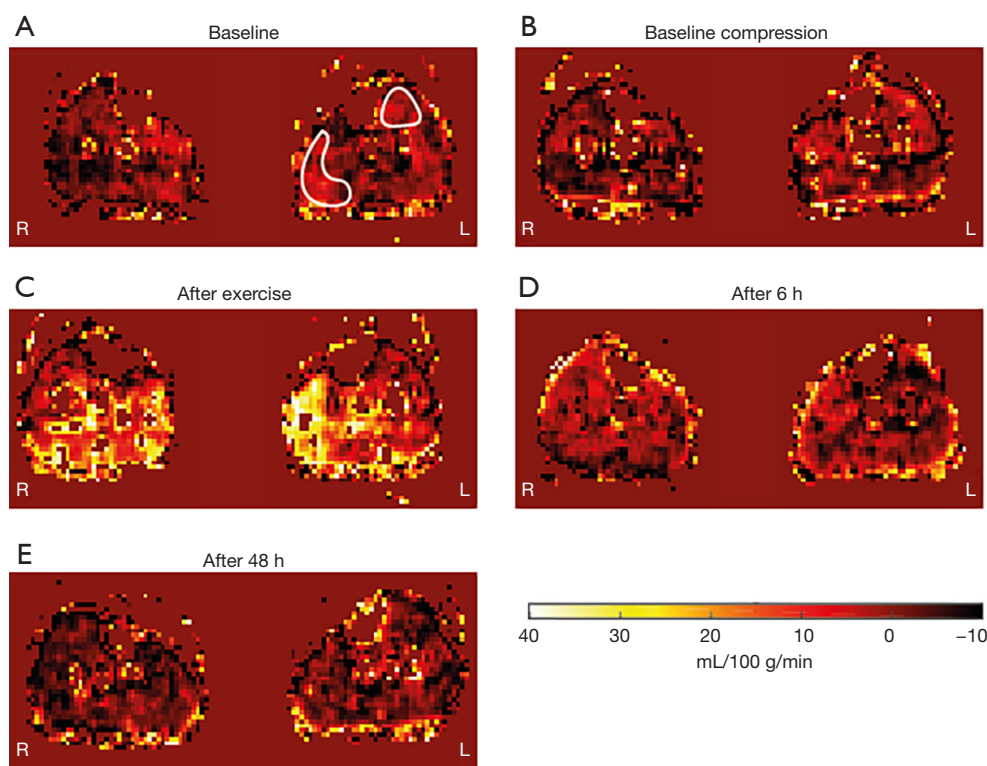 A
Baseline
R
L
B
Baseline compression
R
L
C
After exercise
R
L
D
After 6 h
R
L
E
After 48 h
R
L
40 30 20 10 0 −10
mL/100 g/min